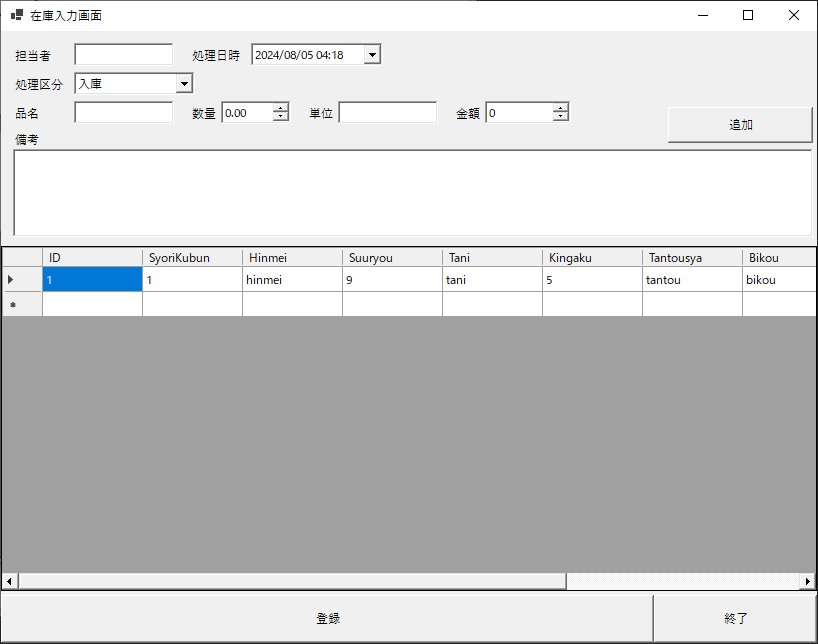 在庫入力画面
担当者 処理日時 2024/08/05 04:18
処理区分 入庫
品名 数量 0.00 単位 金額 0
追加
備考
ID SyoriKubun Hinmei Suuryou Tani Kingaku Tantousya Bikou
1 1 hinmei 9 tani 5 tantou bikou
登録 終了